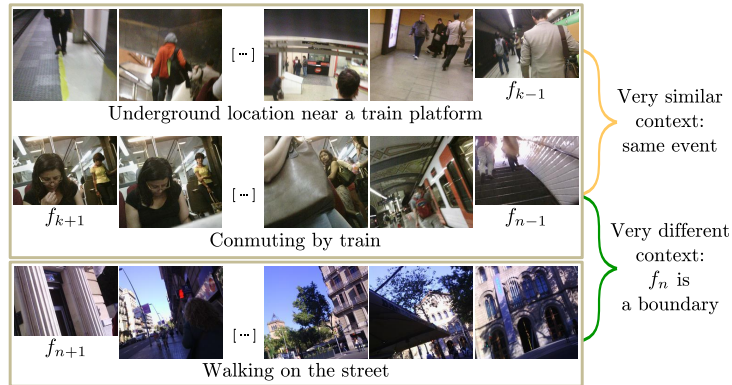 [...]
f_{k-1}
Underground location near a train platform
Very similar
context:
same event
[...]
f_{k+1}
f_{n-1}
Conmuting by train
Very different
context:
f_n is
a boundary
[...]
f_{n+1}
Walking on the street